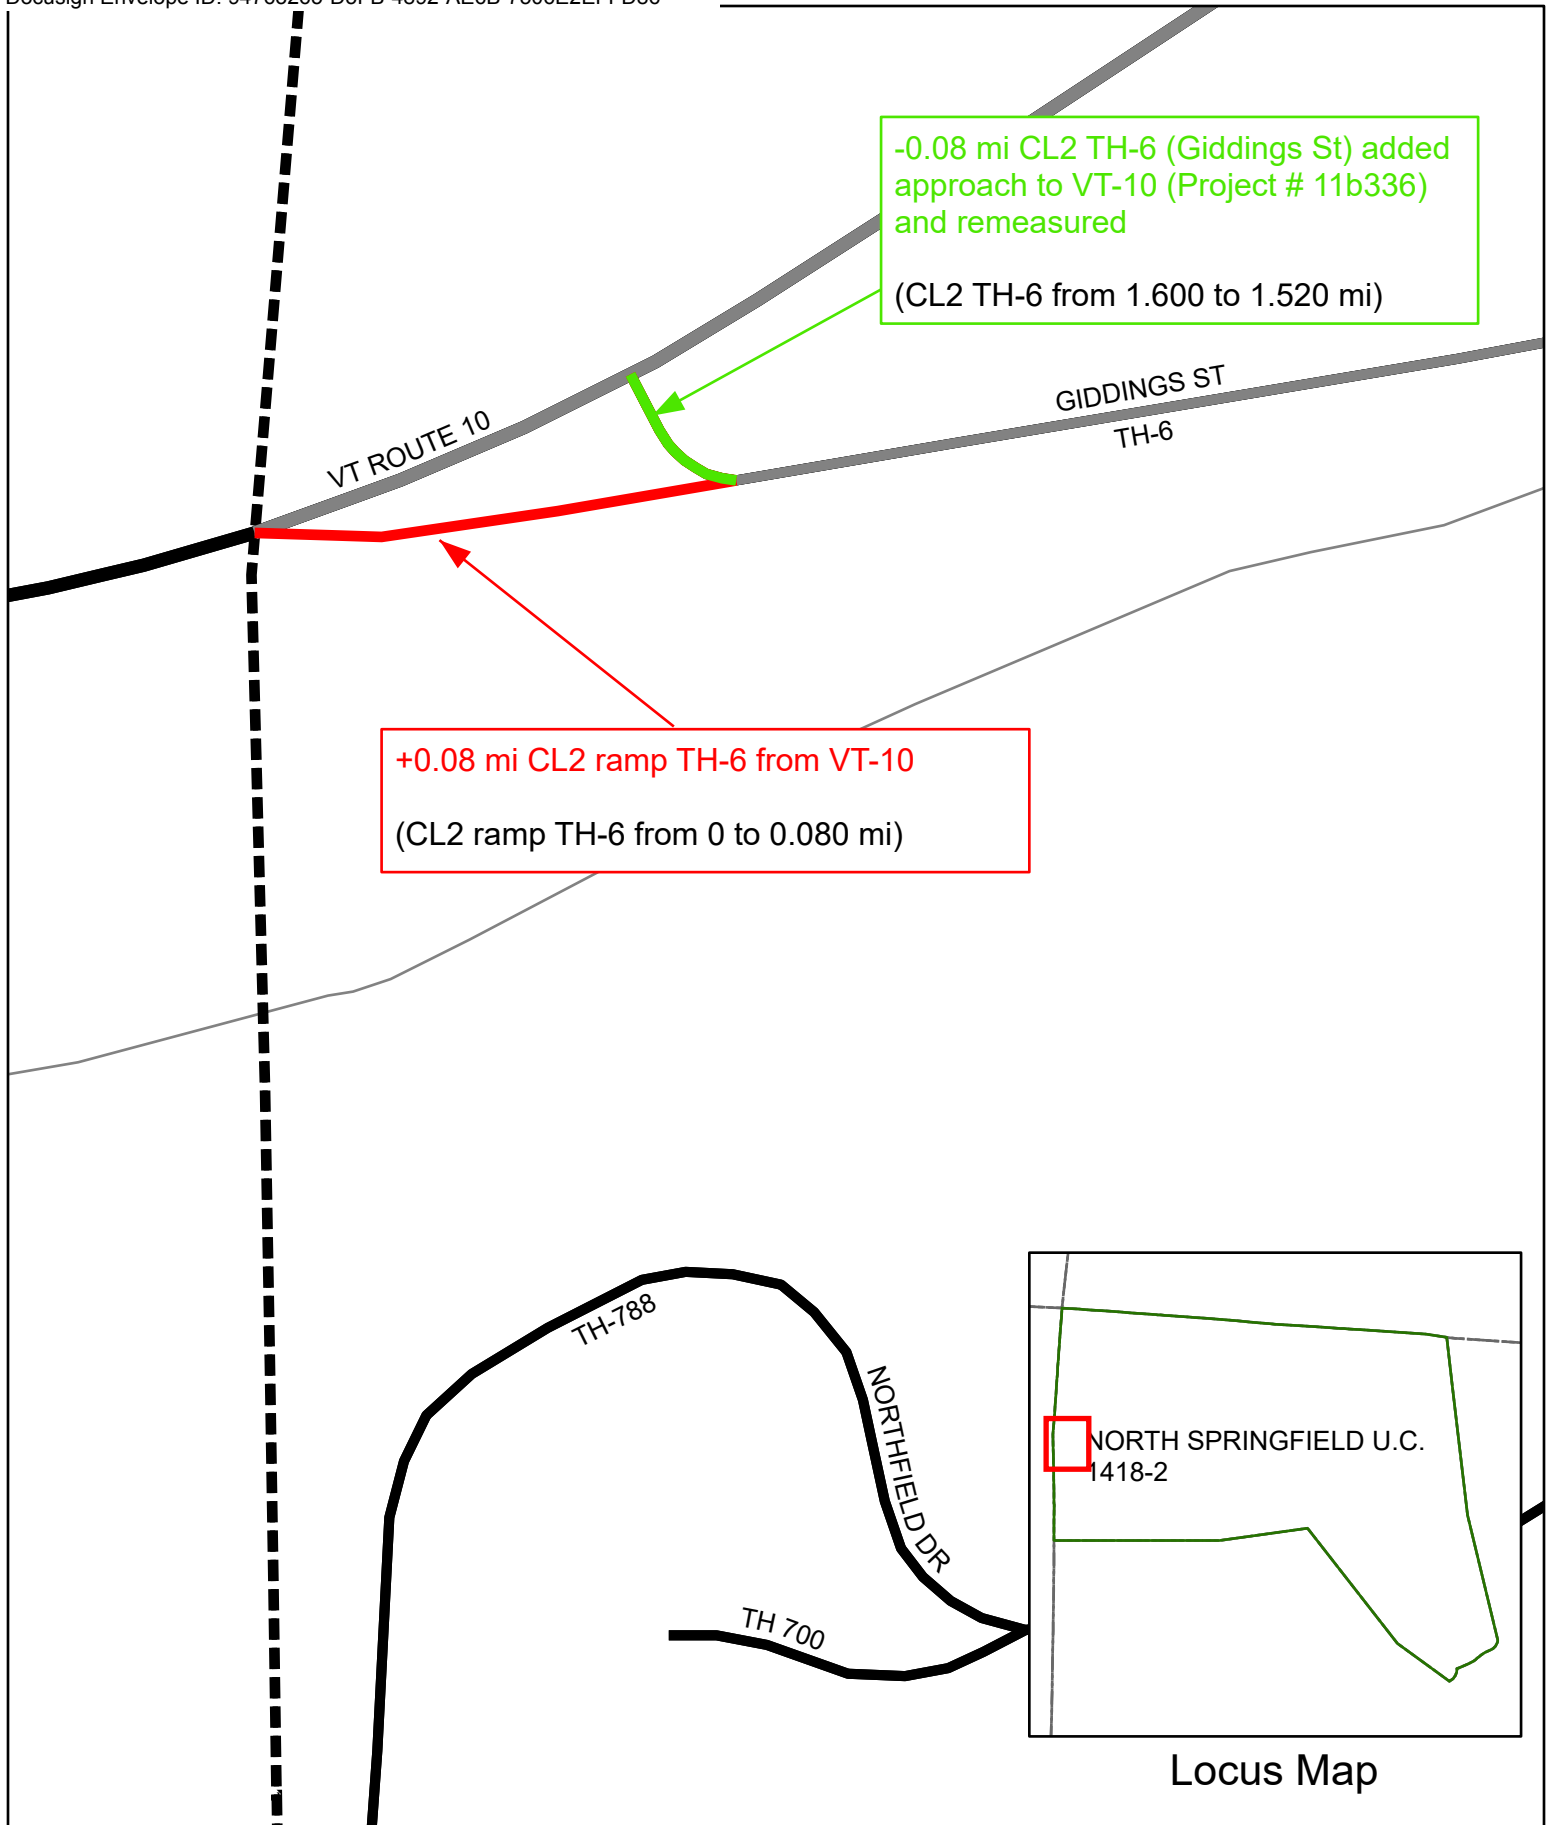 -0.08 mi CL2 TH-6 (Giddings St) added
approach to VT-10 (Project # 11b336)
and remeasured
(CL2 TH-6 from 1.600 to 1.520 mi)
GIDDINGS ST
TH-6
VT ROUTE 10
+0.08 mi CL2 ramp TH-6 from VT-10
(CL2 ramp TH-6 from 0 to 0.080 mi)
TH-788
NORTHFIELD DR
TH 700
NORTH SPRINGFIELD U.C.
1418-2
Locus Map